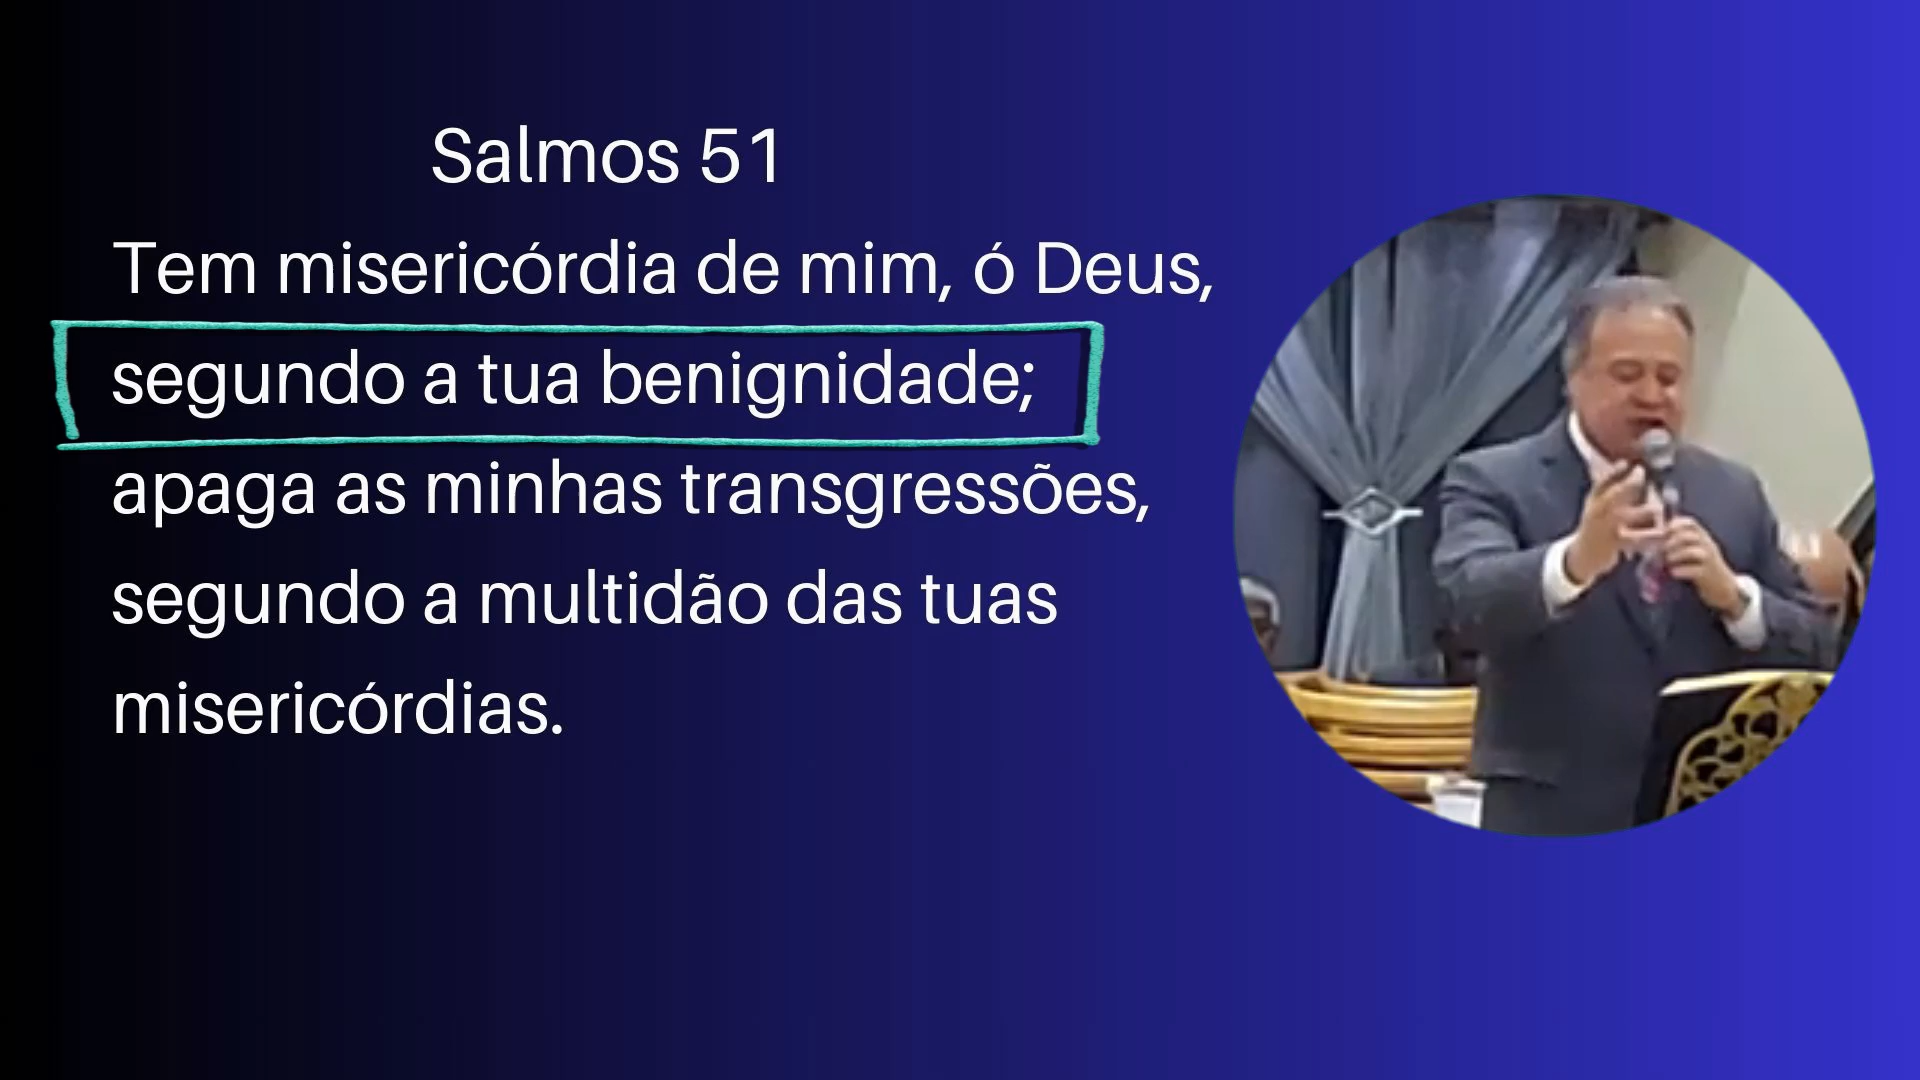 Salmos 51
Tem misericórdia de mim, ó Deus,
segundo a tua benignidade;
apaga as minhas transgressões,
segundo a multidão das tuas
misericórdias.